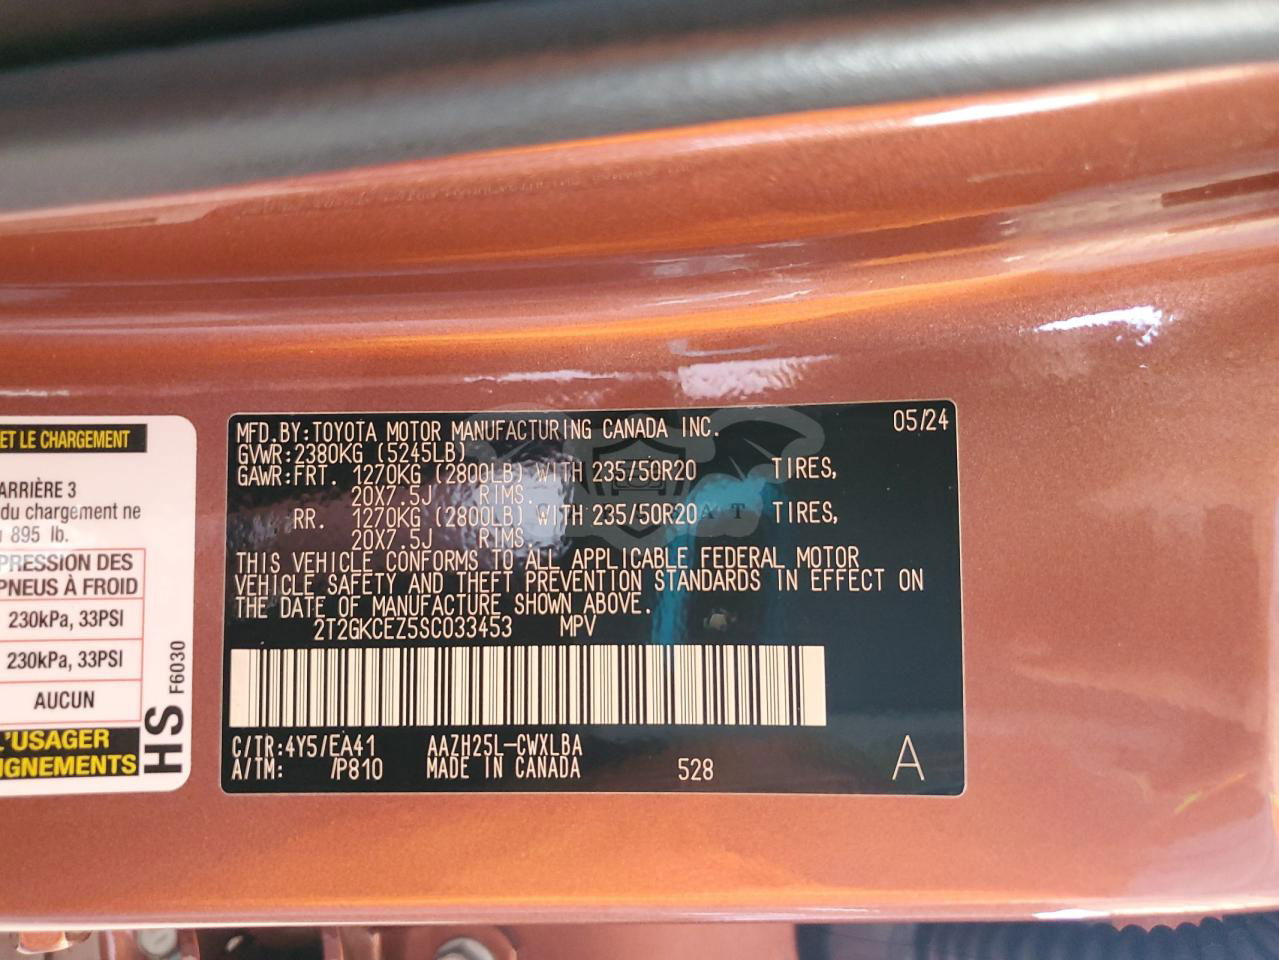 ET LE CHARGEMENT
ARRIÈRE 3
du chargement ne
895 lb.
PRESSION DES
PNEUS À FROID
230kPa, 33PSI
230kPa, 33PSI
AUCUN
L'USAGER
HS F6030
MFD.BY:TOYOTA MOTOR MANUFACTURING CANADA INC. 05/24
GVWR:2380KG (5245LB)
GAWR:FRT. 1270KG (2800LB) WITH 235/50R20 TIRES,
20X7.5J RIMS.
RR. 1270KG (2800LB) WITH 235/50R20 TIRES,
20X7.5J RIMS.
THIS VEHICLE CONFORMS TO ALL APPLICABLE FEDERAL MOTOR
VEHICLE SAFETY AND THEFT PREVENTION STANDARDS IN EFFECT ON
THE DATE OF MANUFACTURE SHOWN ABOVE.
2T2GKCEZ5SC033453 MPV
C/TR:4Y5/EA41 AAZH25L-CWXLBA
A/TM: /P810 MADE IN CANADA 528 A